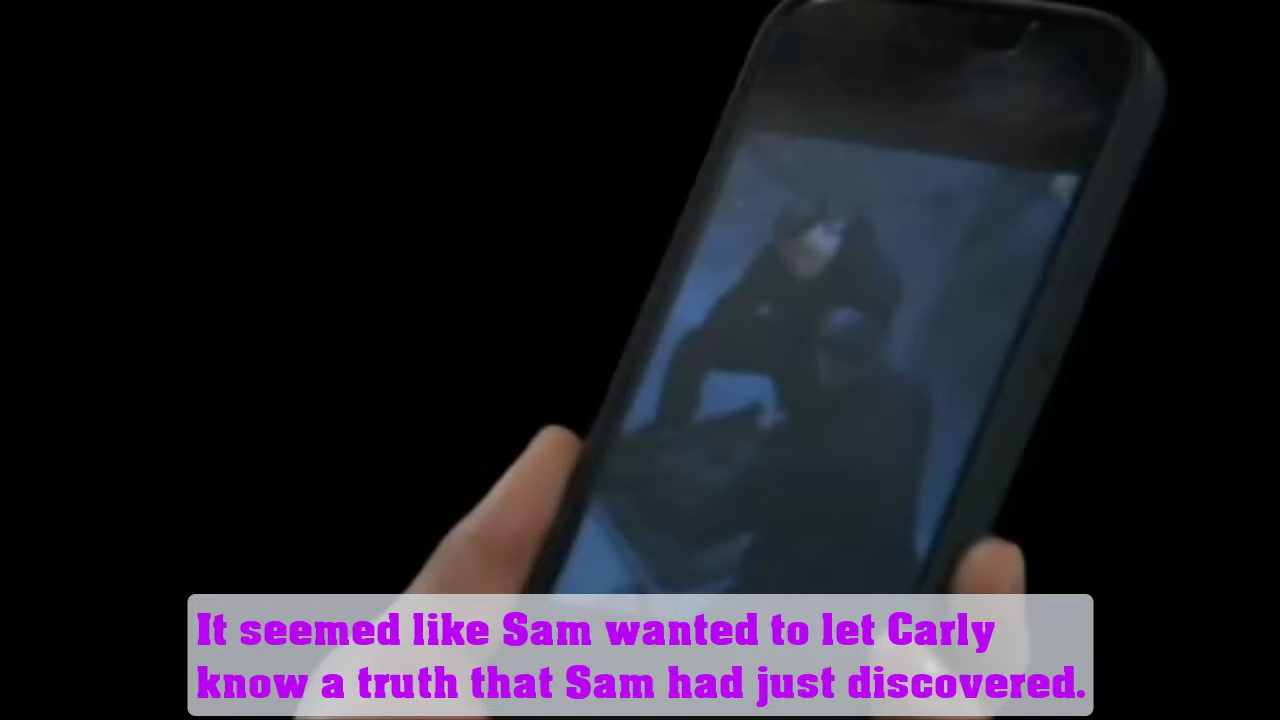 It seemed like Sam wanted to let Carly
know a truth that Sam had just discovered.